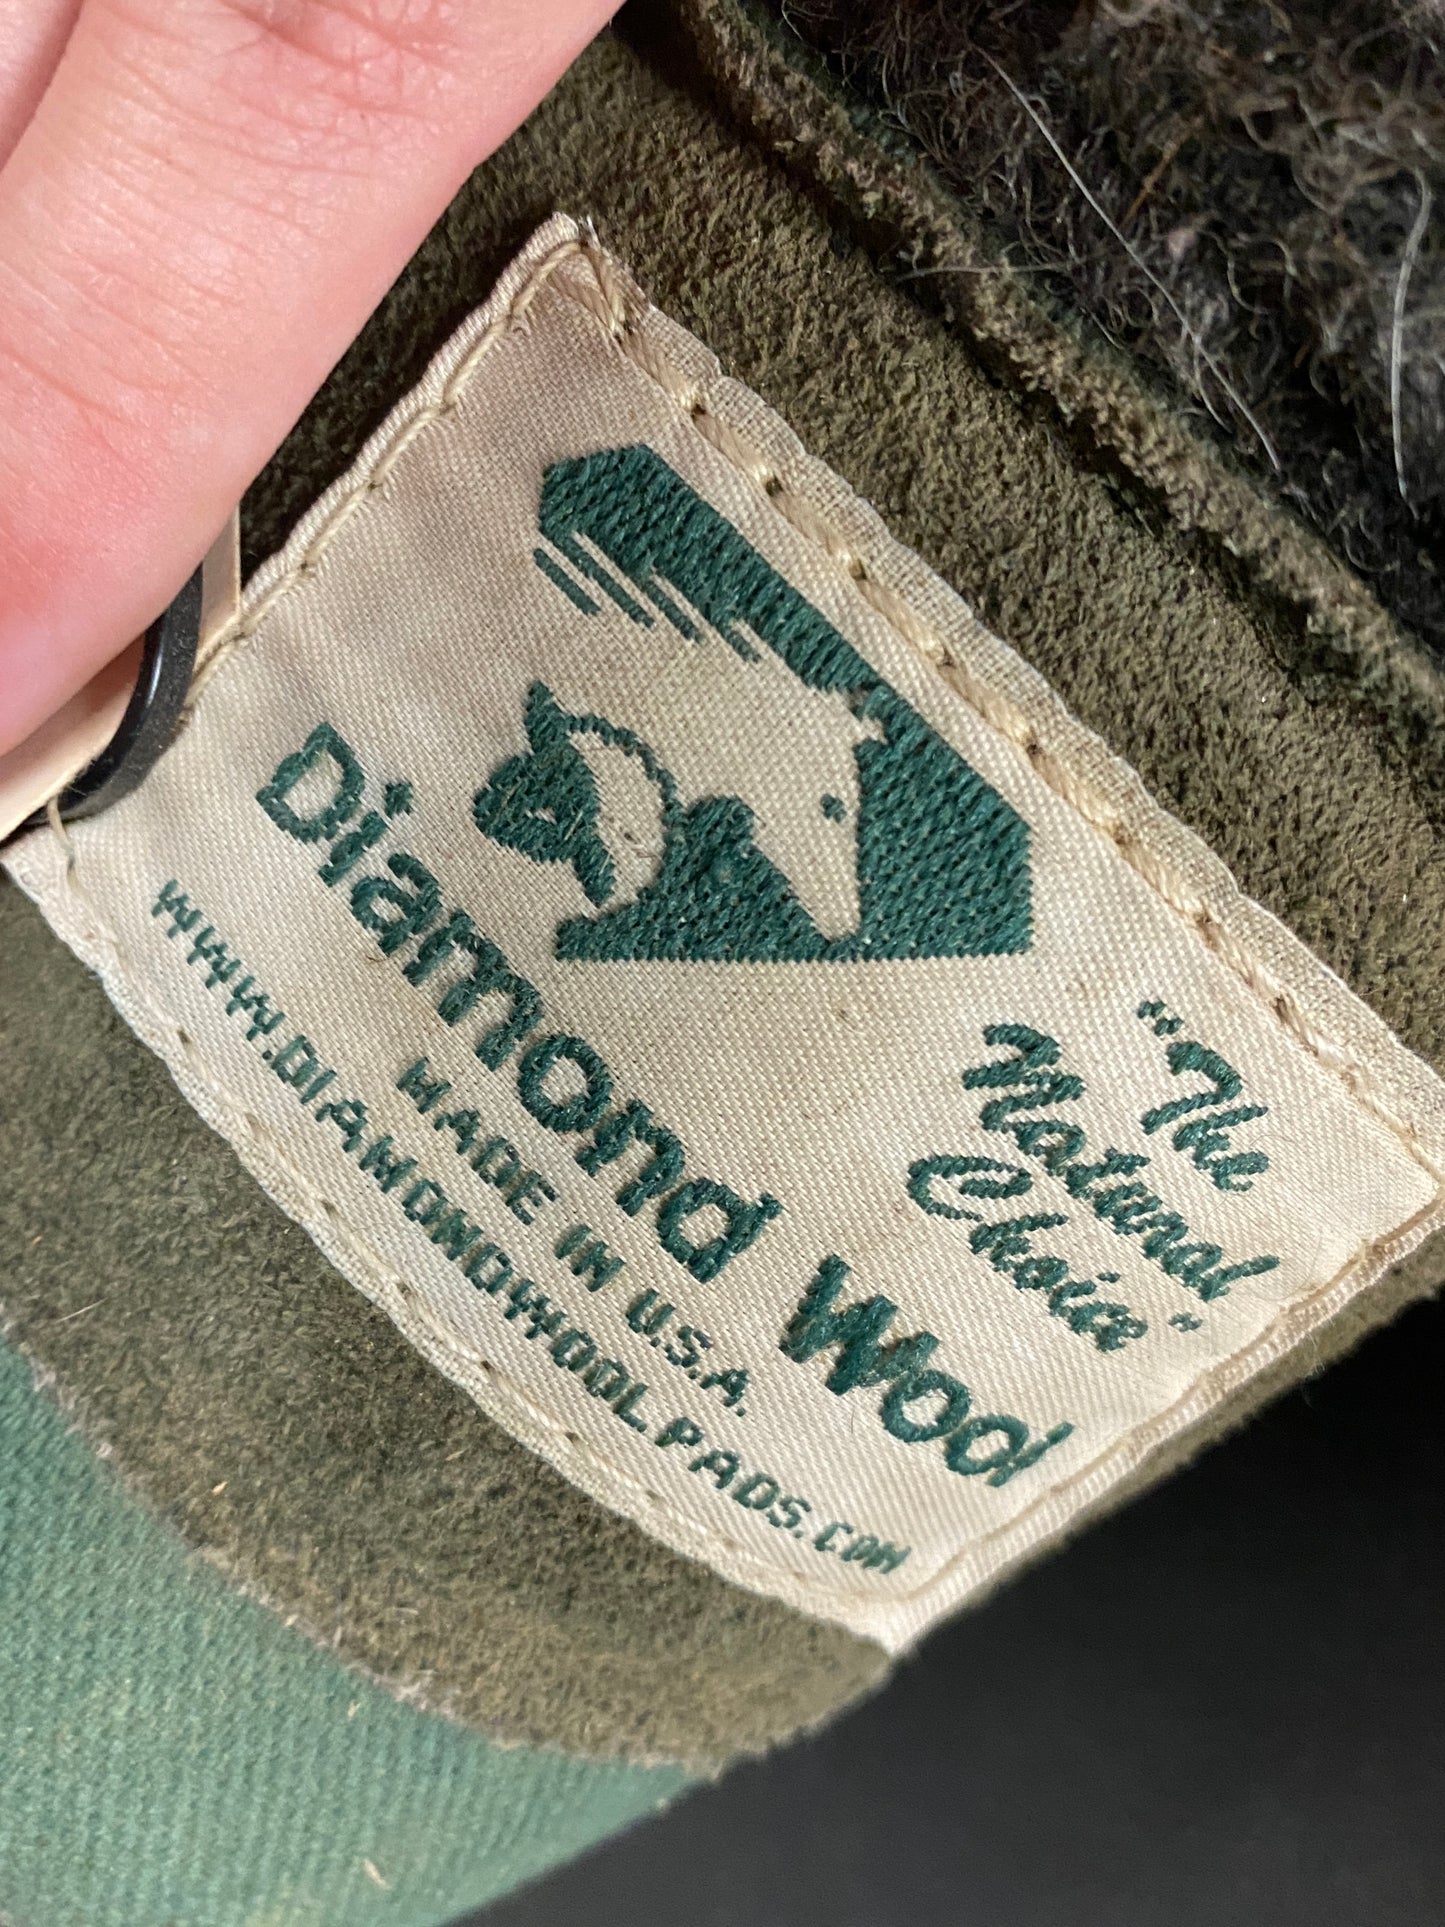 "The
Natural
Choice"
Diamond Wool
MADE IN U.S.A.
WWW.DIAMONDWOOLPADS.COM